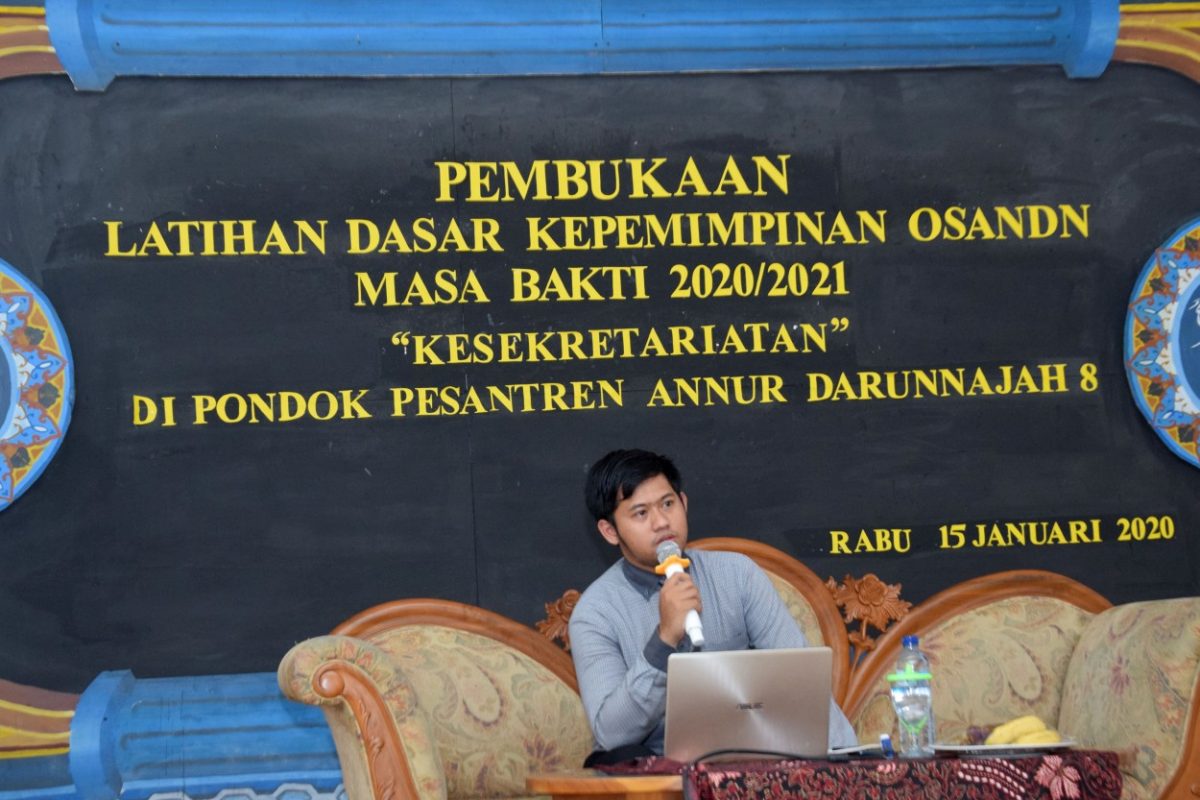 PEMBUKAAN
LATIHAN DASAR KEPEMIMPINAN OSANDN
MASA BAKTI 2020/2021
“KESEKRETARIATAN”
DI PONDOK PESANTREN ANNUR DARUNNAJAH 8
RABU 15 JANUARI 2020
ASUS